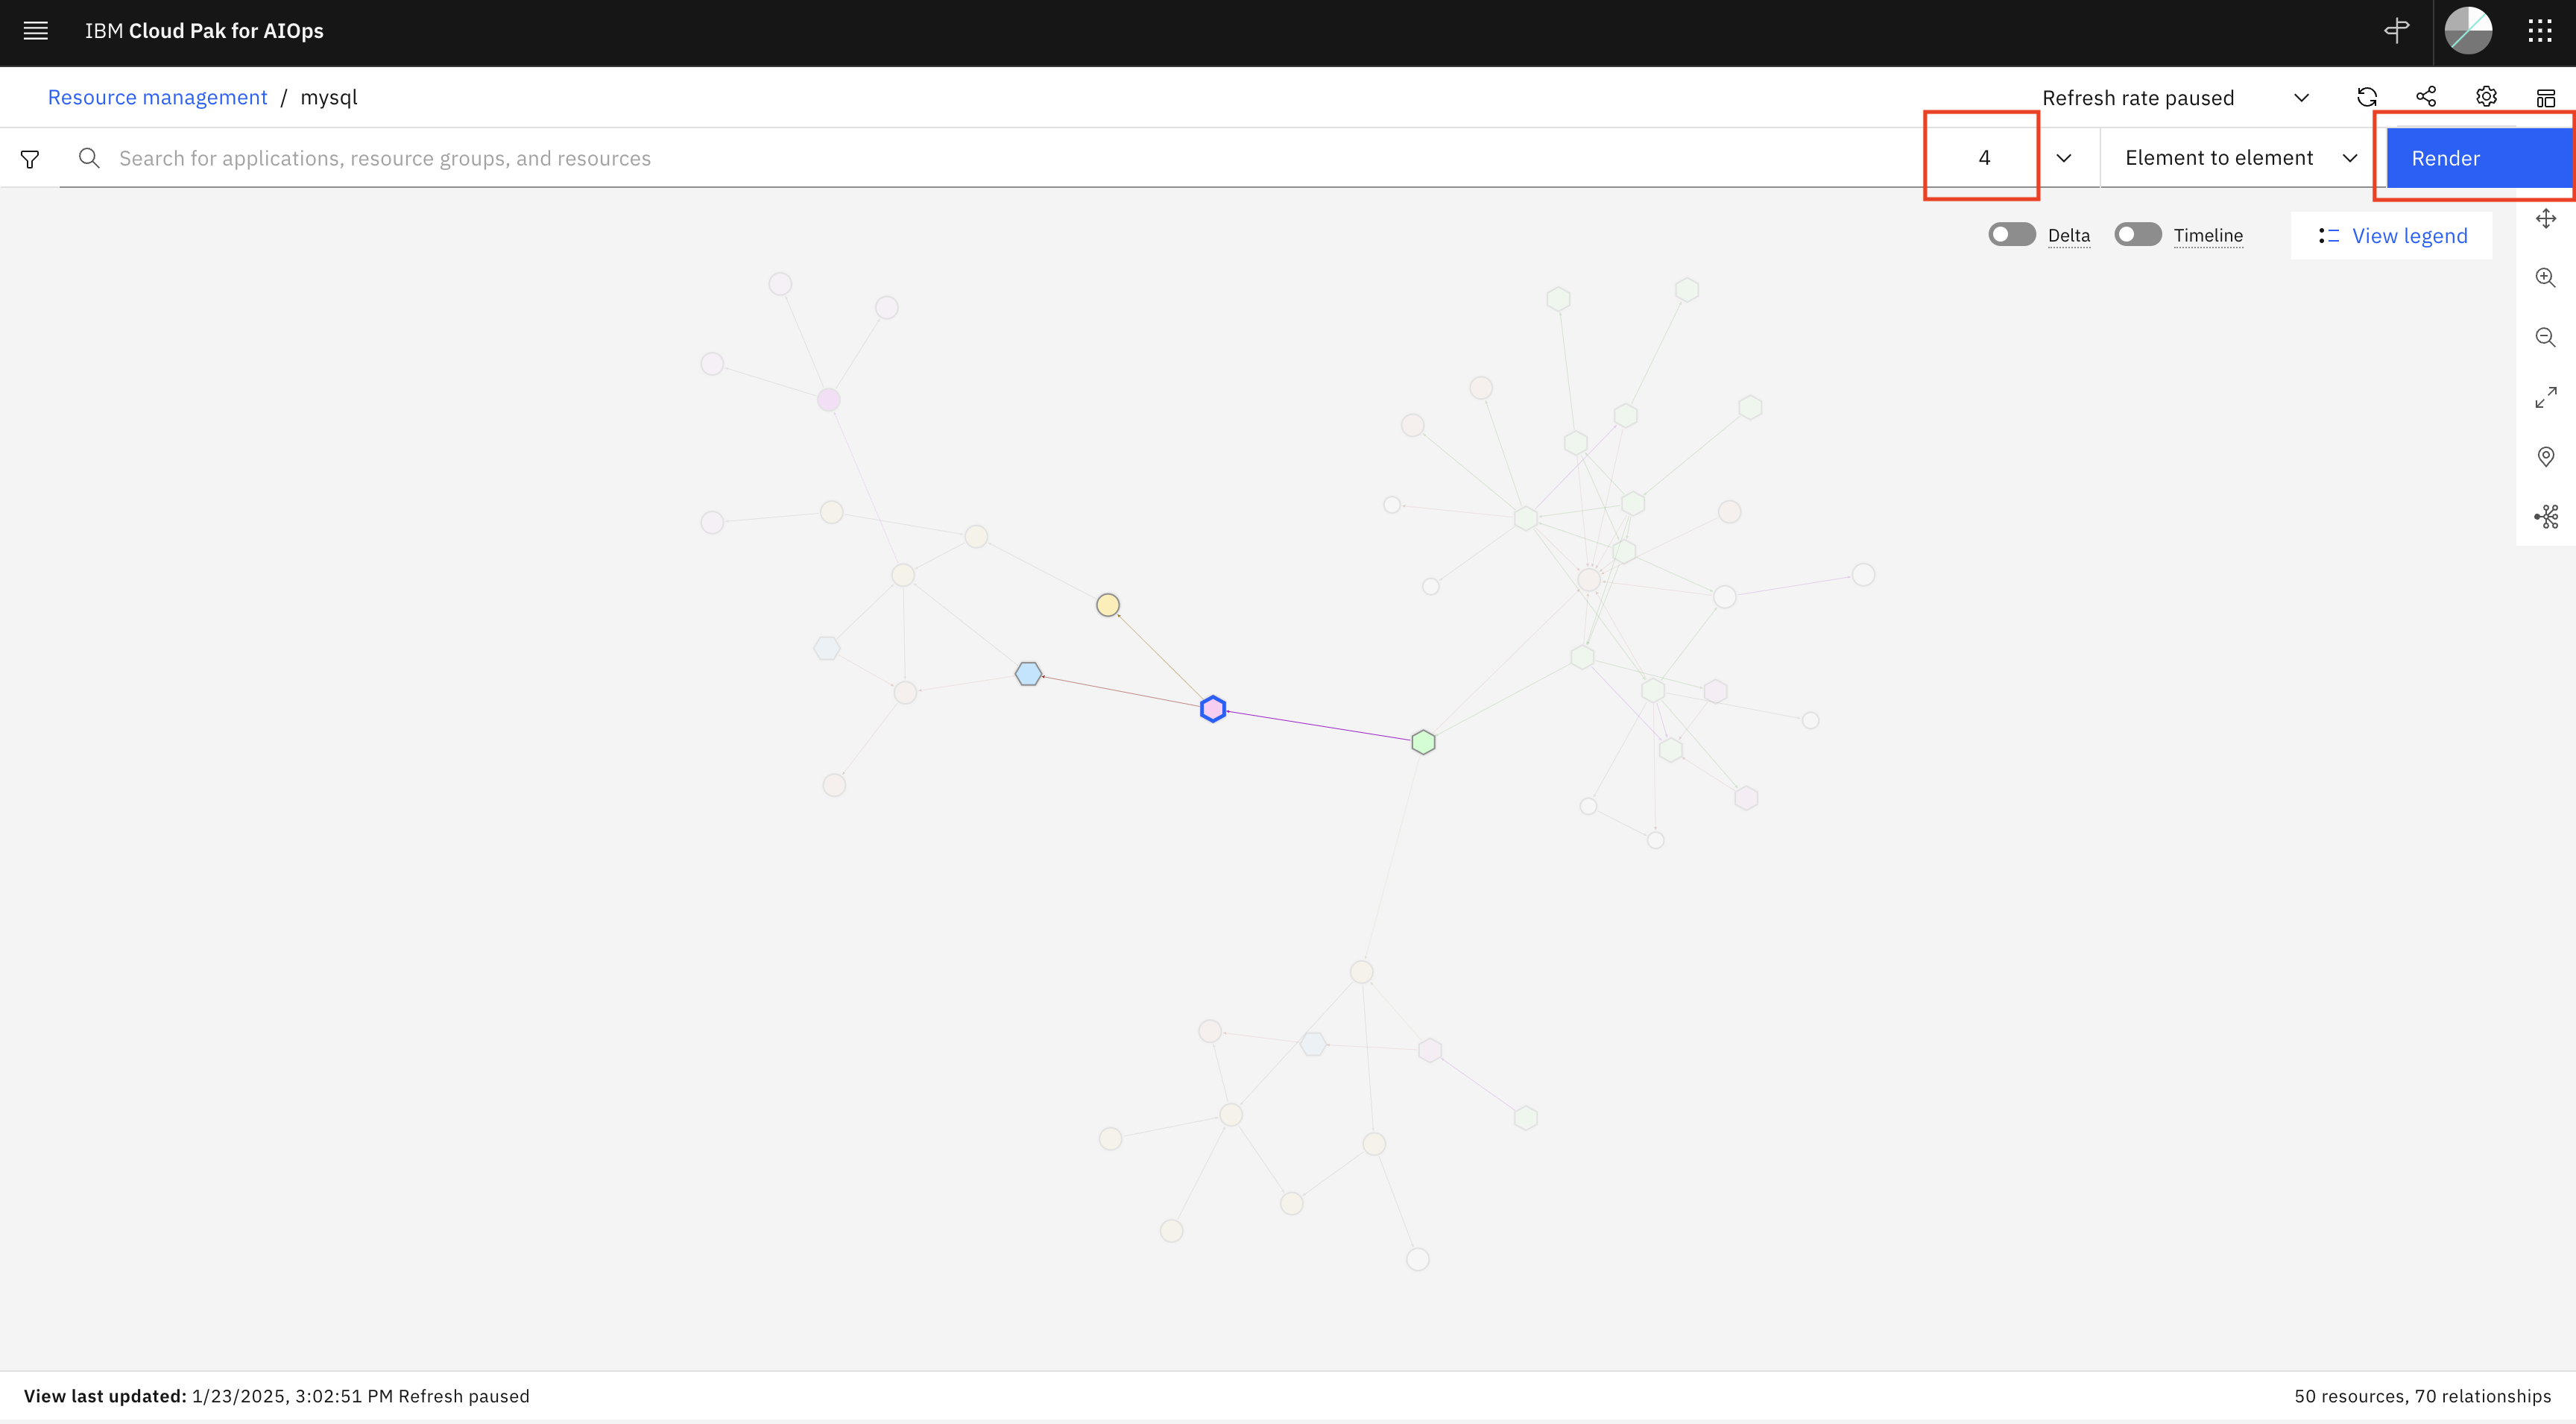 IBM Cloud Pak for AIOps
Resource management / mysql
Refresh rate paused
Search for applications, resource groups, and resources
4
Element to element
Render
Delta
Timeline
View legend
View last updated: 1/23/2025, 3:02:51 PM Refresh paused
50 resources, 70 relationships